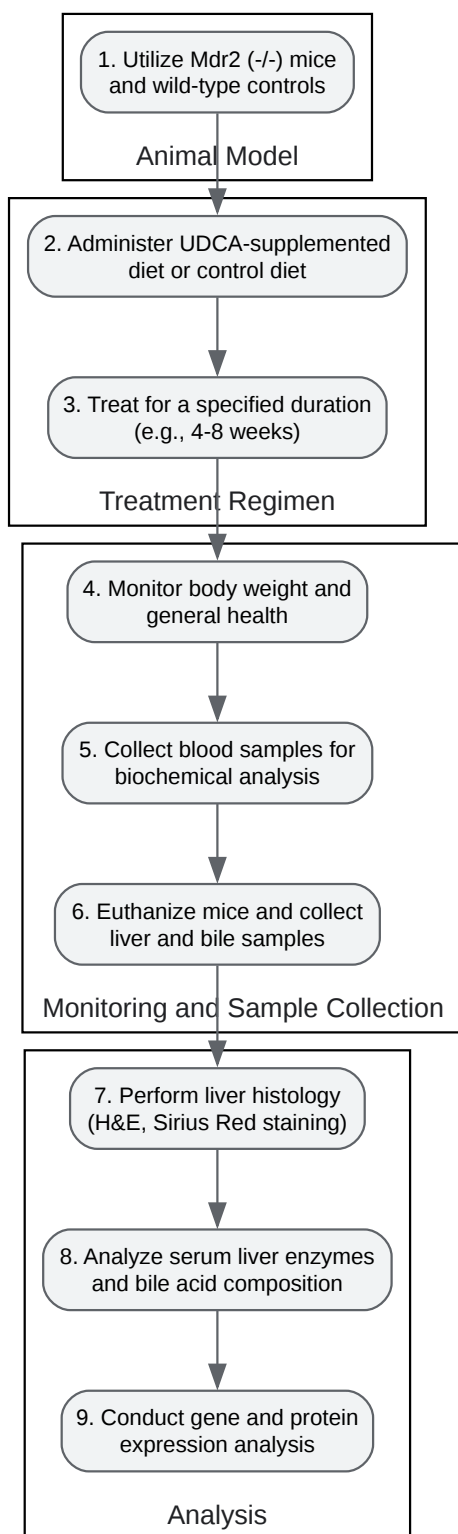 1. Utilize Mdr2 (-/-) mice
and wild-type controls
Animal Model
2. Administer UDCA-supplemented
diet or control diet
3. Treat for a specified duration
(e.g., 4-8 weeks)
Treatment Regimen
4. Monitor body weight and
general health
5. Collect blood samples for
biochemical analysis
6. Euthanize mice and collect
liver and bile samples
Monitoring and Sample Collection
7. Perform liver histology
(H&E, Sirius Red staining)
8. Analyze serum liver enzymes
and bile acid composition
9. Conduct gene and protein
expression analysis
Analysis